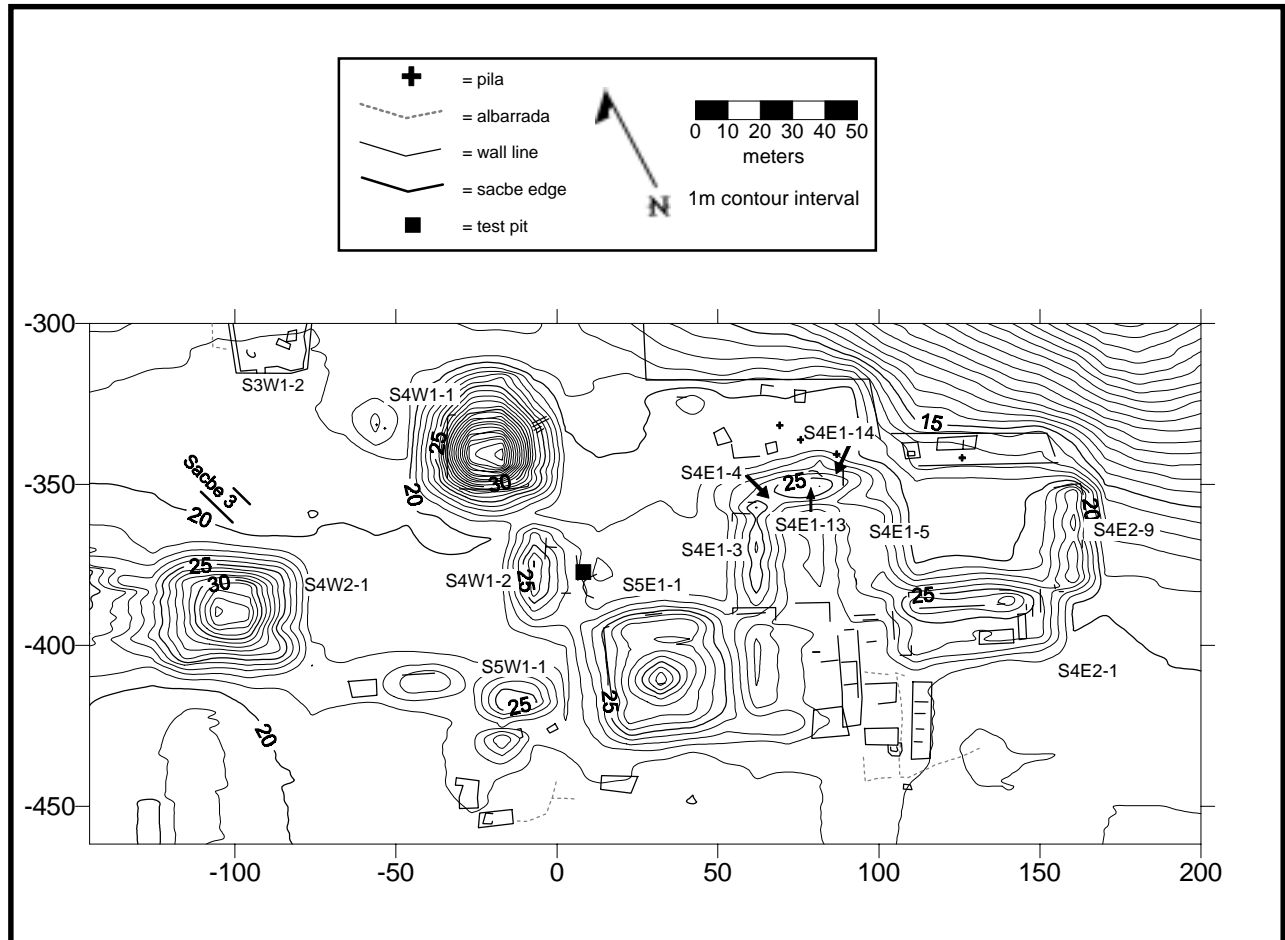 = pila
= albarrada
= wall line
= sacbe edge
= test pit
N
0 10 20 30 40 50
meters
1m contour interval
-300
-350
-400
-450
-100 -50 0 50 100 150 200
S3W1-2
S4W1-1
25
30
20
Sacbe 3
20
25
30
S4W2-1
S4W1-2
25
S5E1-1
25
S5W1-1
25
20
S4E1-14
S4E1-4
25
S4E1-13
S4E1-3
S4E1-5
15
20
S4E2-9
25
S4E2-1